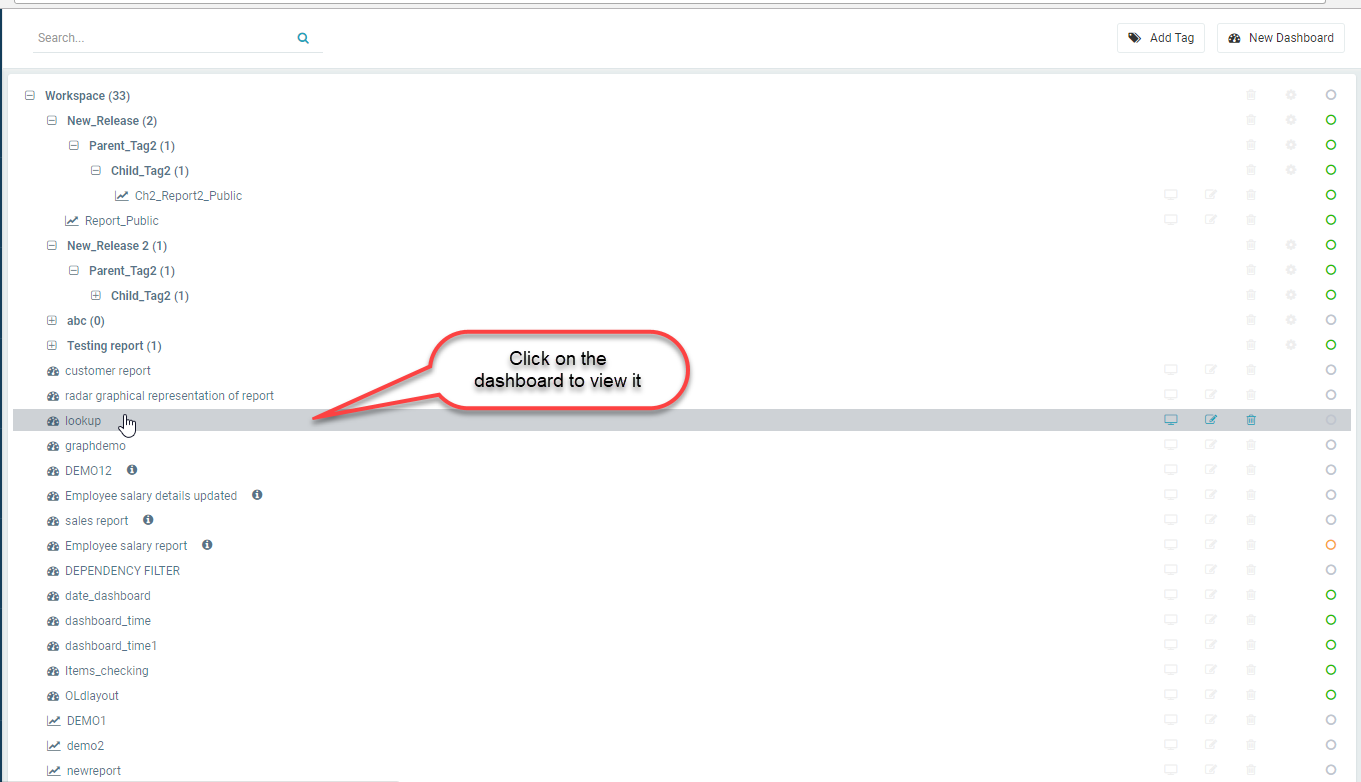 Search...
Add Tag
New Dashboard
Workspace (33)
New_Release (2)
Parent_Tag2 (1)
Child_Tag2 (1)
Ch2_Report2_Public
Report_Public
New_Release 2 (1)
Parent_Tag2 (1)
Child_Tag2 (1)
abc (0)
Testing report (1)
Click on the
dashboard to view it
customer report
radar graphical representation of report
lookup
graphdemo
DEMO12
Employee salary details updated
sales report
Employee salary report
DEPENDENCY FILTER
date_dashboard
dashboard_time
dashboard_time1
Items_checking
OLdlayout
DEMO1
demo2
newreport